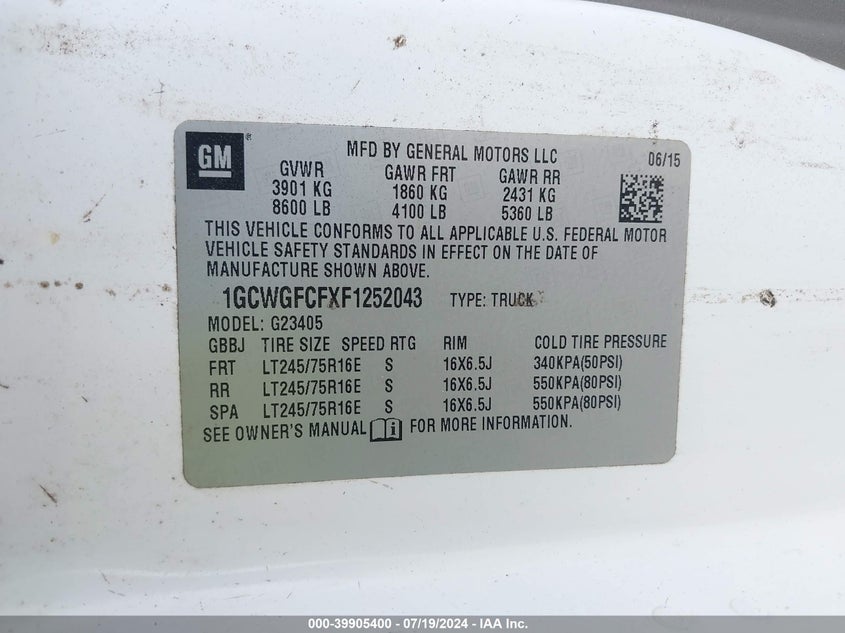 GM ®
MFD BY GENERAL MOTORS LLC 06/15
GVWR GAWR FRT GAWR RR
3901 KG 1860 KG 2431 KG
8600 LB 4100 LB 5360 LB
THIS VEHICLE CONFORMS TO ALL APPLICABLE U.S. FEDERAL MOTOR
VEHICLE SAFETY STANDARDS IN EFFECT ON THE DATE OF
MANUFACTURE SHOWN ABOVE.
1GCWGFCFXF1252043 TYPE: TRUCK
MODEL: G23405
GBBJ TIRE SIZE SPEED RTG RIM COLD TIRE PRESSURE
FRT LT245/75R16E S 16X6.5J 340KPA(50PSI)
RR LT245/75R16E S 16X6.5J 550KPA(80PSI)
SPA LT245/75R16E S 16X6.5J 550KPA(80PSI)
SEE OWNER'S MANUAL i FOR MORE INFORMATION.
000-39905400 - 07/19/2024 - IAA Inc.